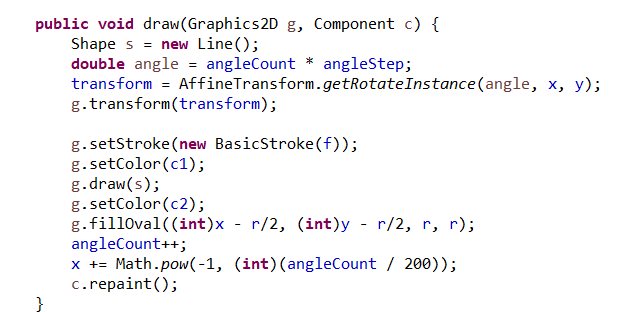 public void draw(Graphics2D g, Component c) {
    Shape s = new Line();
    double angle = angleCount * angleStep;
    transform = AffineTransform.getRotateInstance(angle, x, y);
    g.transform(transform);

    g.setStroke(new BasicStroke(f));
    g.setColor(c1);
    g.draw(s);
    g.setColor(c2);
    g.fillOval((int)x - r/2, (int)y - r/2, r, r);
    angleCount++;
    x += Math.pow(-1, (int)(angleCount / 200));
    c.repaint();
}